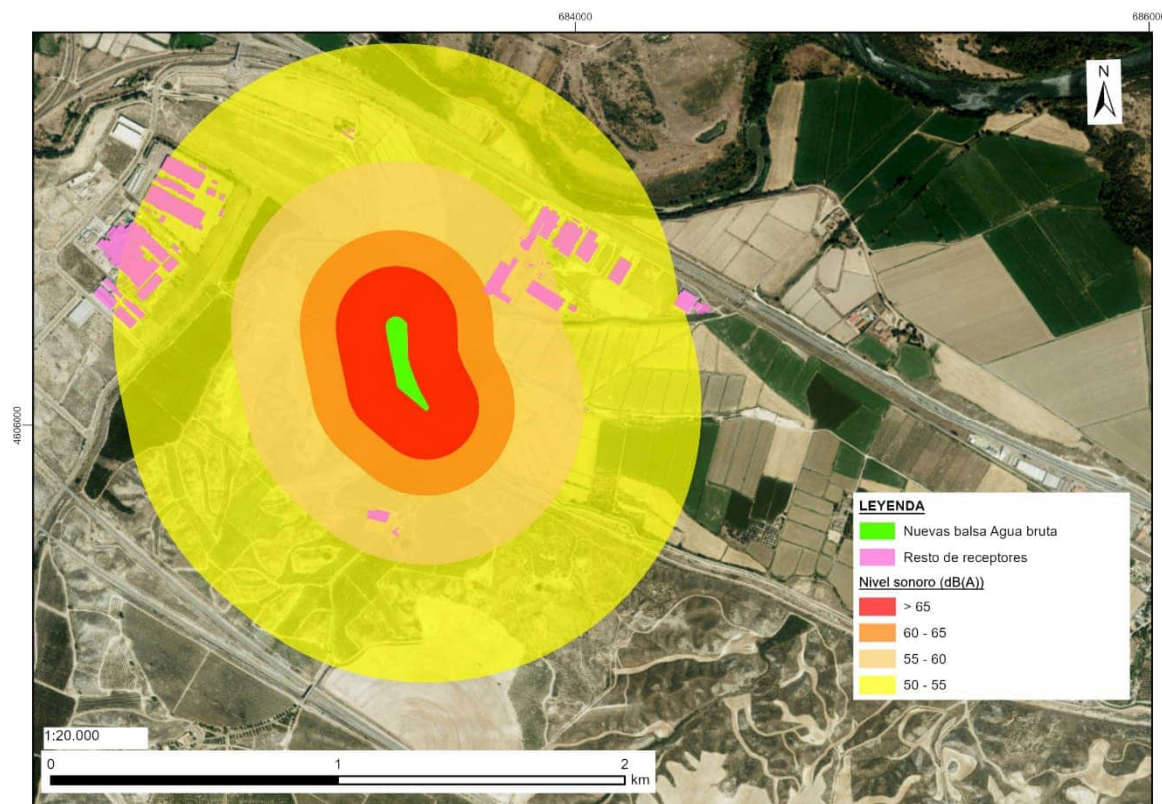 684000
686000
N
4606000
LEYENDA
Nuevas balsa Agua bruta
Resto de receptores
Nivel sonoro (dB(A))
> 65
60 - 65
55 - 60
50 - 55
1:20.000
0 1 2
km